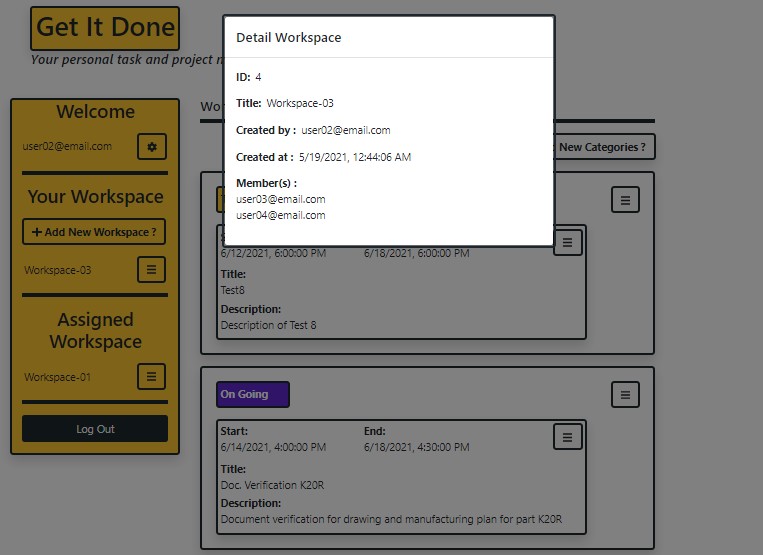 Get It Done
Your personal task and project
Welcome
user02@email.com
Your Workspace
+ Add New Workspace ?
Workspace-03
Assigned
Workspace
Workspace-01
Log Out
Detail Workspace
ID: 4
Title: Workspace-03
Created by : user02@email.com
Created at : 5/19/2021, 12:44:06 AM
Member(s) :
user03@email.com
user04@email.com
New Categories ?
6/12/2021, 6:00:00 PM 6/18/2021, 6:00:00 PM
Title:
Test8
Description:
Description of Test 8
On Going
Start: End:
6/14/2021, 4:00:00 PM 6/18/2021, 4:30:00 PM
Title:
Doc. Verification K20R
Description:
Document verification for drawing and manufacturing plan for part K20R